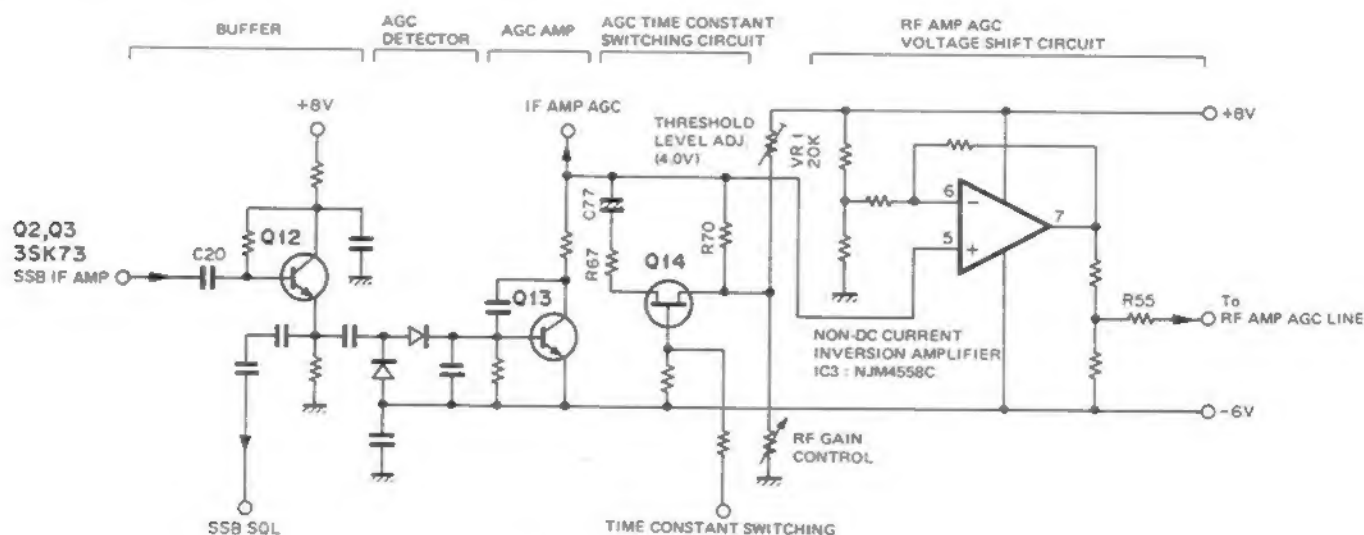 BUFFER
AGC
DETECTOR
AGC AMP
AGC TIME CONSTANT
SWITCHING CIRCUIT
RF AMP AGC
VOLTAGE SHIFT CIRCUIT
+8V
IF AMP AGC
THRESHOLD
LEVEL ADJ.
(4.0V)
VR1
20K
+8V
Q2,Q3
3SK73
SSB IF AMP
C20
Q12
Q13
C77
R67
Q14
R70
6
5
7
R55
To
RF AMP AGC LINE
NON-DC CURRENT
INVERSION AMPLIFIER
IC3 : NJM4558C
-6V
RF GAIN
CONTROL
SSB SQL
TIME CONSTANT SWITCHING